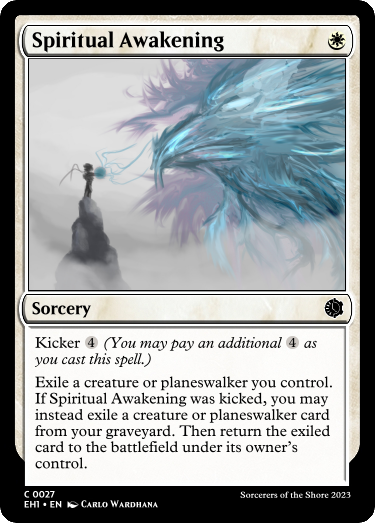 Spiritual Awakening
Sorcery
Kicker 4 (You may pay an additional 4 as
you cast this spell.)
Exile a creature or planeswalker you control.
If Spiritual Awakening was kicked, you may
instead exile a creature or planeswalker card
from your graveyard. Then return the exiled
card to the battlefield under its owner’s
control.
C 0027
EH1 • EN Carlo Wardhana
Sorcerers of the Shore 2023